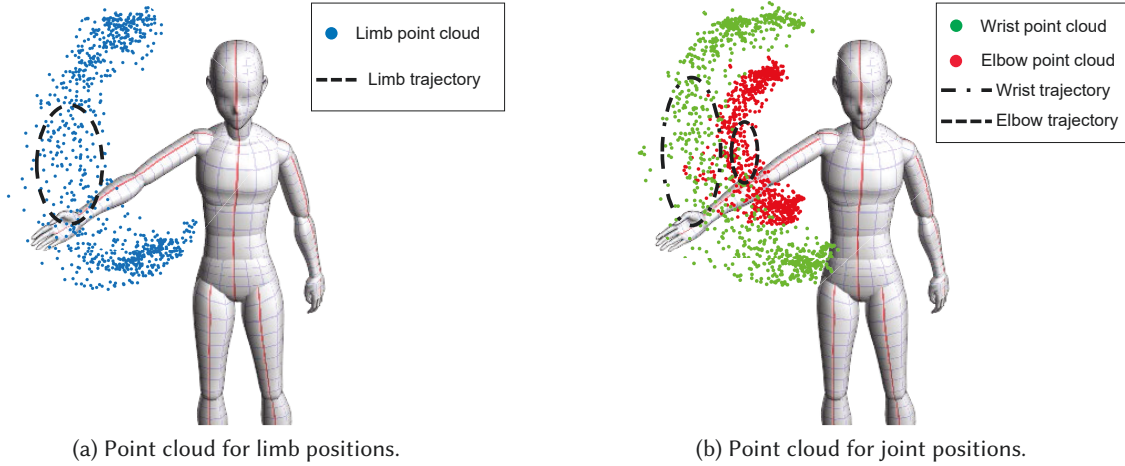 Limb point cloud
Limb trajectory
Wrist point cloud
Elbow point cloud
Wrist trajectory
Elbow trajectory
(a) Point cloud for limb positions.
(b) Point cloud for joint positions.